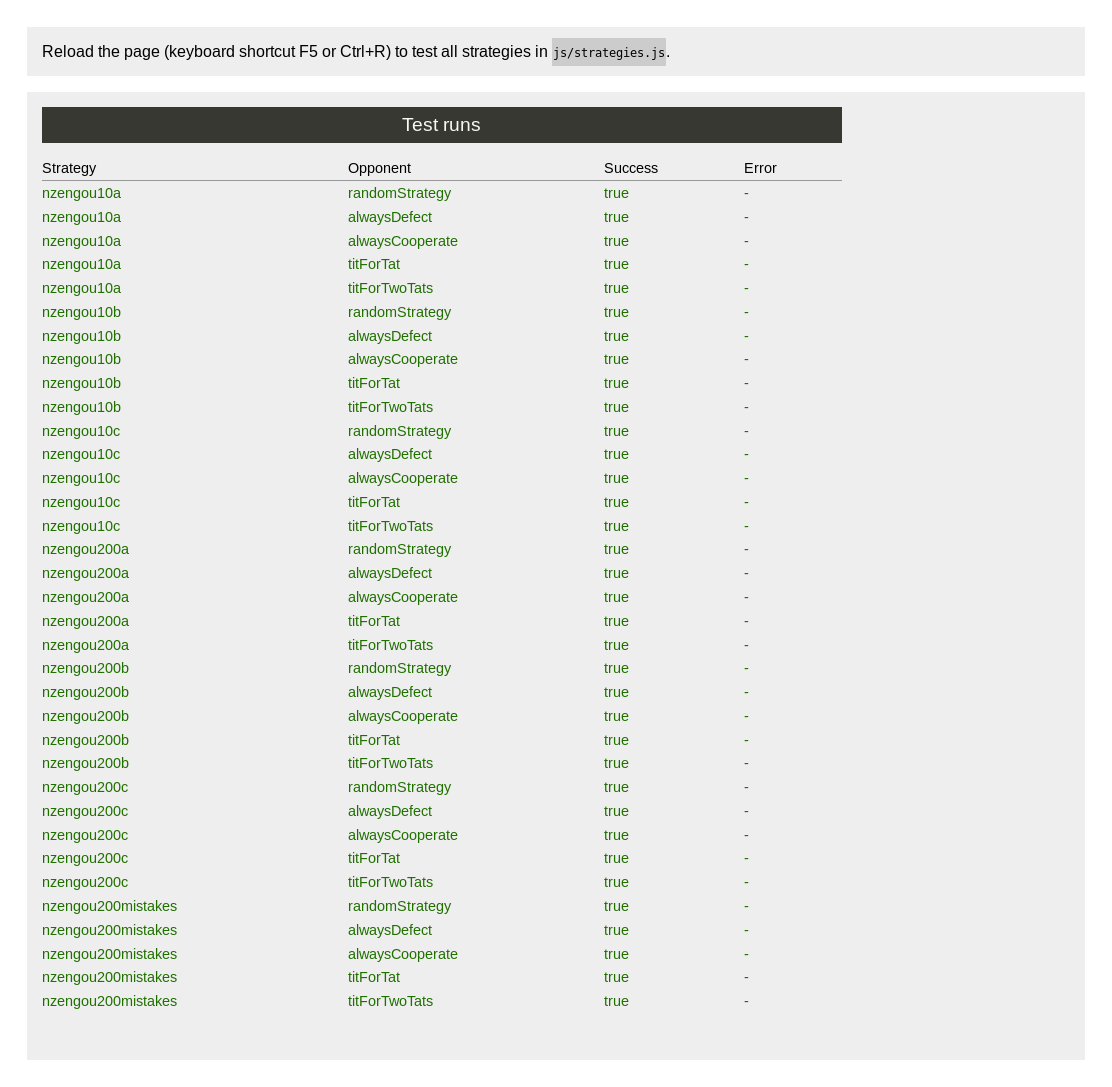 Reload the page (keyboard shortcut F5 or Ctrl+R) to test all strategies in js/strategies.js.
Test runs
Strategy Opponent Success Error
nzengou10a randomStrategy true -
nzengou10a alwaysDefect true -
nzengou10a alwaysCooperate true -
nzengou10a titForTat true -
nzengou10a titForTwoTats true -
nzengou10b randomStrategy true -
nzengou10b alwaysDefect true -
nzengou10b alwaysCooperate true -
nzengou10b titForTat true -
nzengou10b titForTwoTats true -
nzengou10c randomStrategy true -
nzengou10c alwaysDefect true -
nzengou10c alwaysCooperate true -
nzengou10c titForTat true -
nzengou10c titForTwoTats true -
nzengou200a randomStrategy true -
nzengou200a alwaysDefect true -
nzengou200a alwaysCooperate true -
nzengou200a titForTat true -
nzengou200a titForTwoTats true -
nzengou200b randomStrategy true -
nzengou200b alwaysDefect true -
nzengou200b alwaysCooperate true -
nzengou200b titForTat true -
nzengou200b titForTwoTats true -
nzengou200c randomStrategy true -
nzengou200c alwaysDefect true -
nzengou200c alwaysCooperate true -
nzengou200c titForTat true -
nzengou200c titForTwoTats true -
nzengou200mistakes randomStrategy true -
nzengou200mistakes alwaysDefect true -
nzengou200mistakes alwaysCooperate true -
nzengou200mistakes titForTat true -
nzengou200mistakes titForTwoTats true -